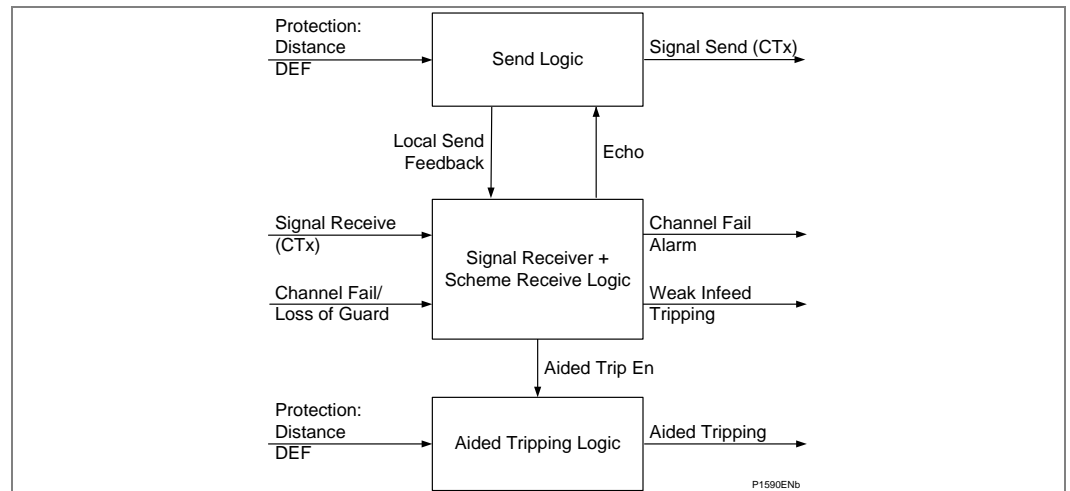 Protection:
Distance
DEF
Send Logic
Signal Send (CTx)
Local Send
Feedback
Echo
Signal Receive
(CTx)
Channel Fail/
Loss of Guard
Signal Receiver +
Scheme Receive Logic
Channel Fail
Alarm
Weak Infeed
Tripping
Aided Trip En
Protection:
Distance
DEF
Aided Tripping Logic
Aided Tripping
P1590ENb